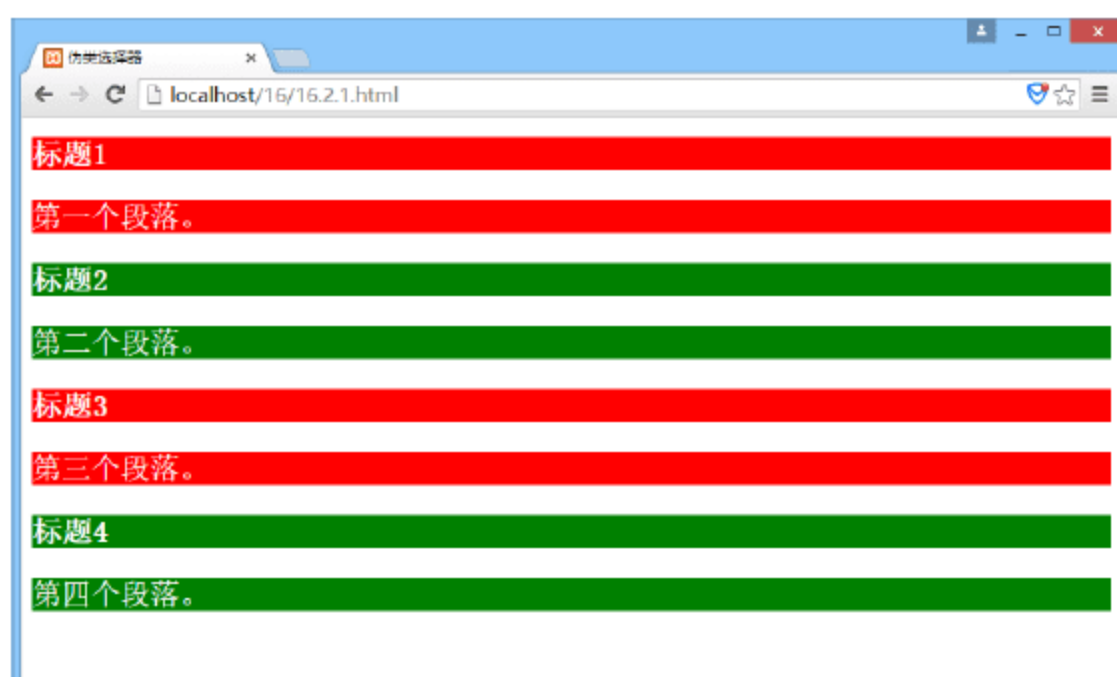 伪类选择器
localhost/16/16.2.1.html
标题1
第一个段落。
标题2
第二个段落。
标题3
第三个段落。
标题4
第四个段落。